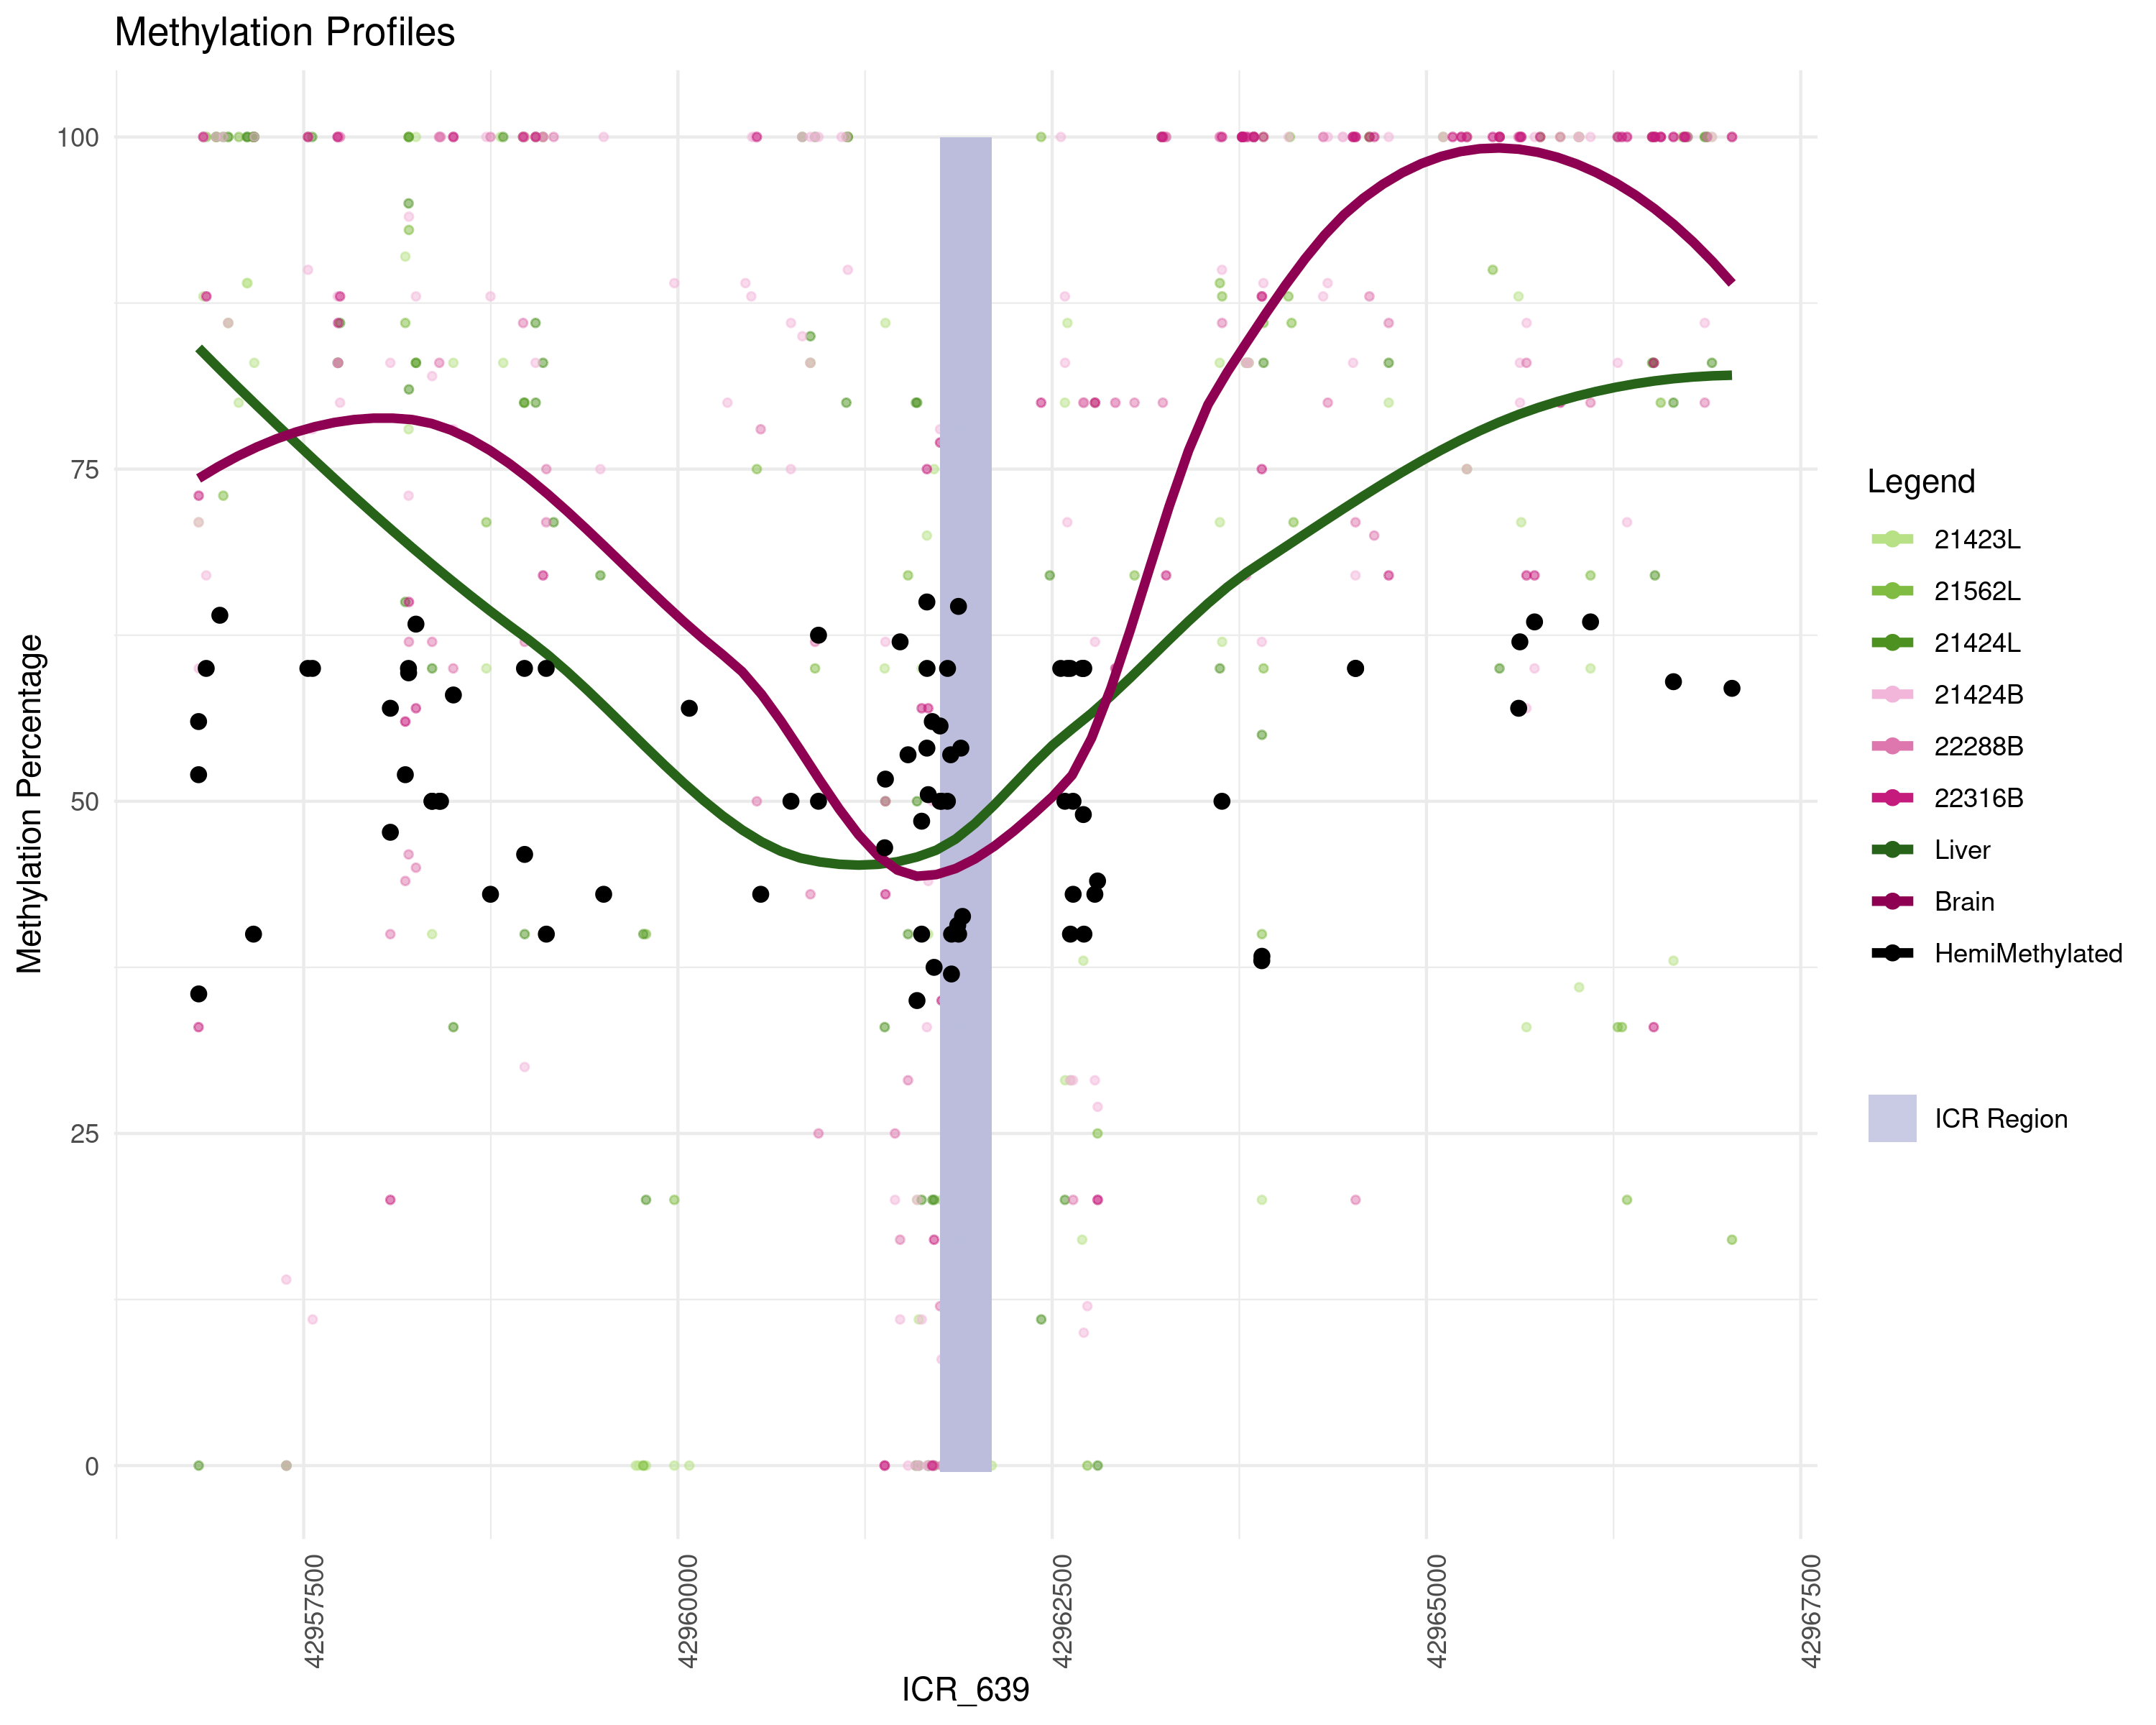 Methylation Profiles
Methylation Percentage
100
75
50
25
0
42957500
42960000
42962500
42965000
42967500
ICR_639
Legend
21423L
21562L
21424L
21424B
22288B
22316B
Liver
Brain
HemiMethylated
ICR Region